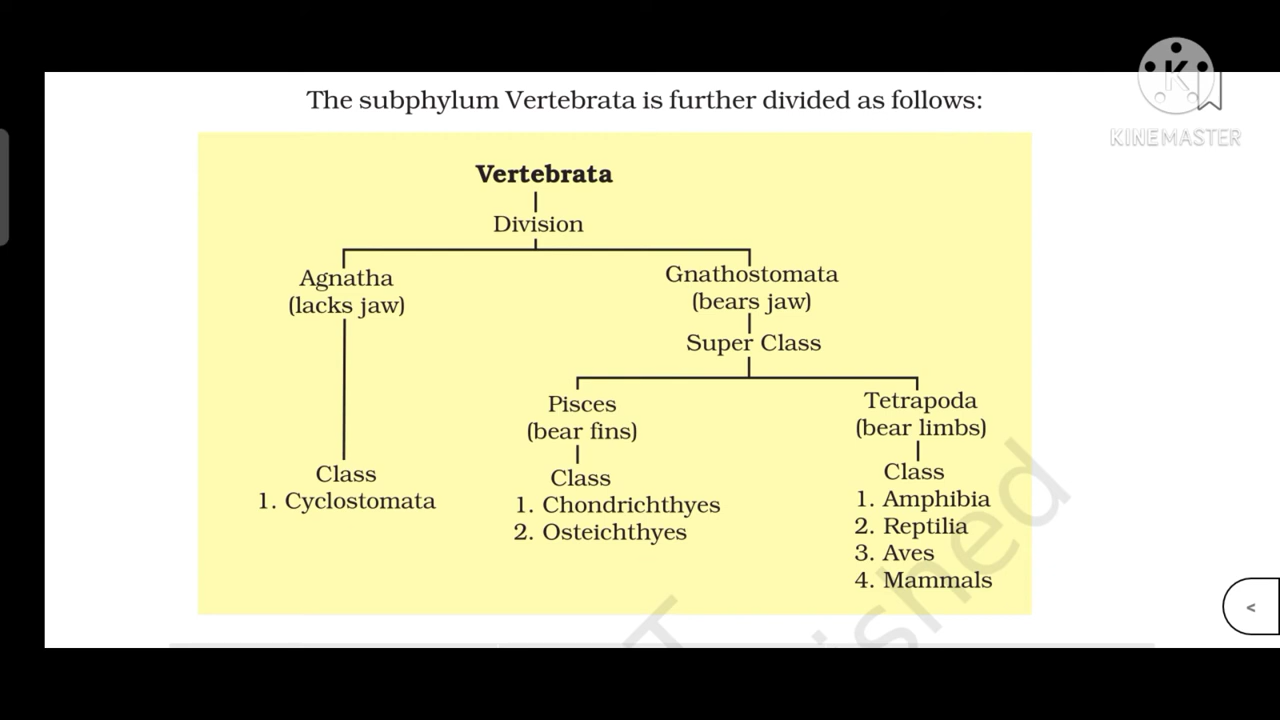 The subphylum Vertebrata is further divided as follows:
K
KINEMASTER
Vertebrata
Division
Agnatha
(lacks jaw)
Gnathostomata
(bears jaw)
Super Class
Pisces
(bear fins)
Tetrapoda
(bear limbs)
Class
1. Cyclostomata
Class
1. Chondrichthyes
2. Osteichthyes
Class
1. Amphibia
2. Reptilia
3. Aves
4. Mammals
<